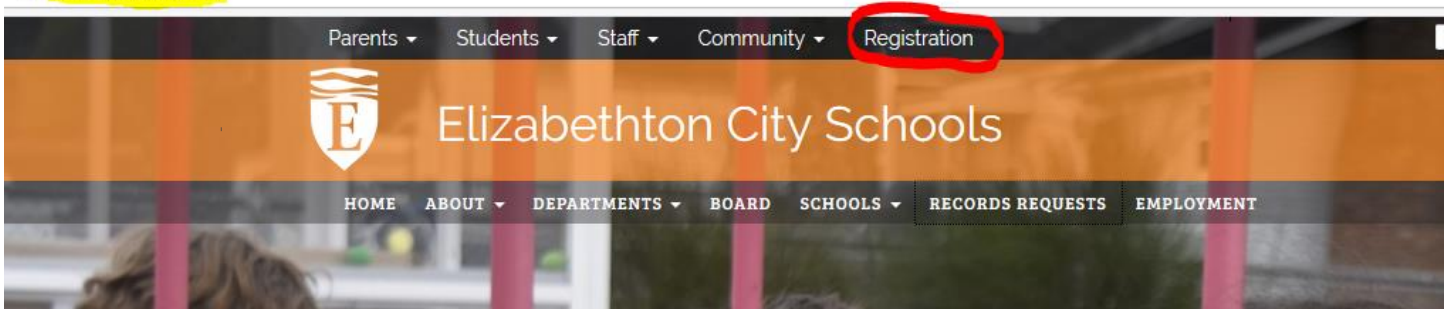 Parents Students Staff Community Registration
E
Elizabethton City Schools
HOME ABOUT DEPARTMENTS BOARD SCHOOLS RECORDS REQUESTS EMPLOYMENT